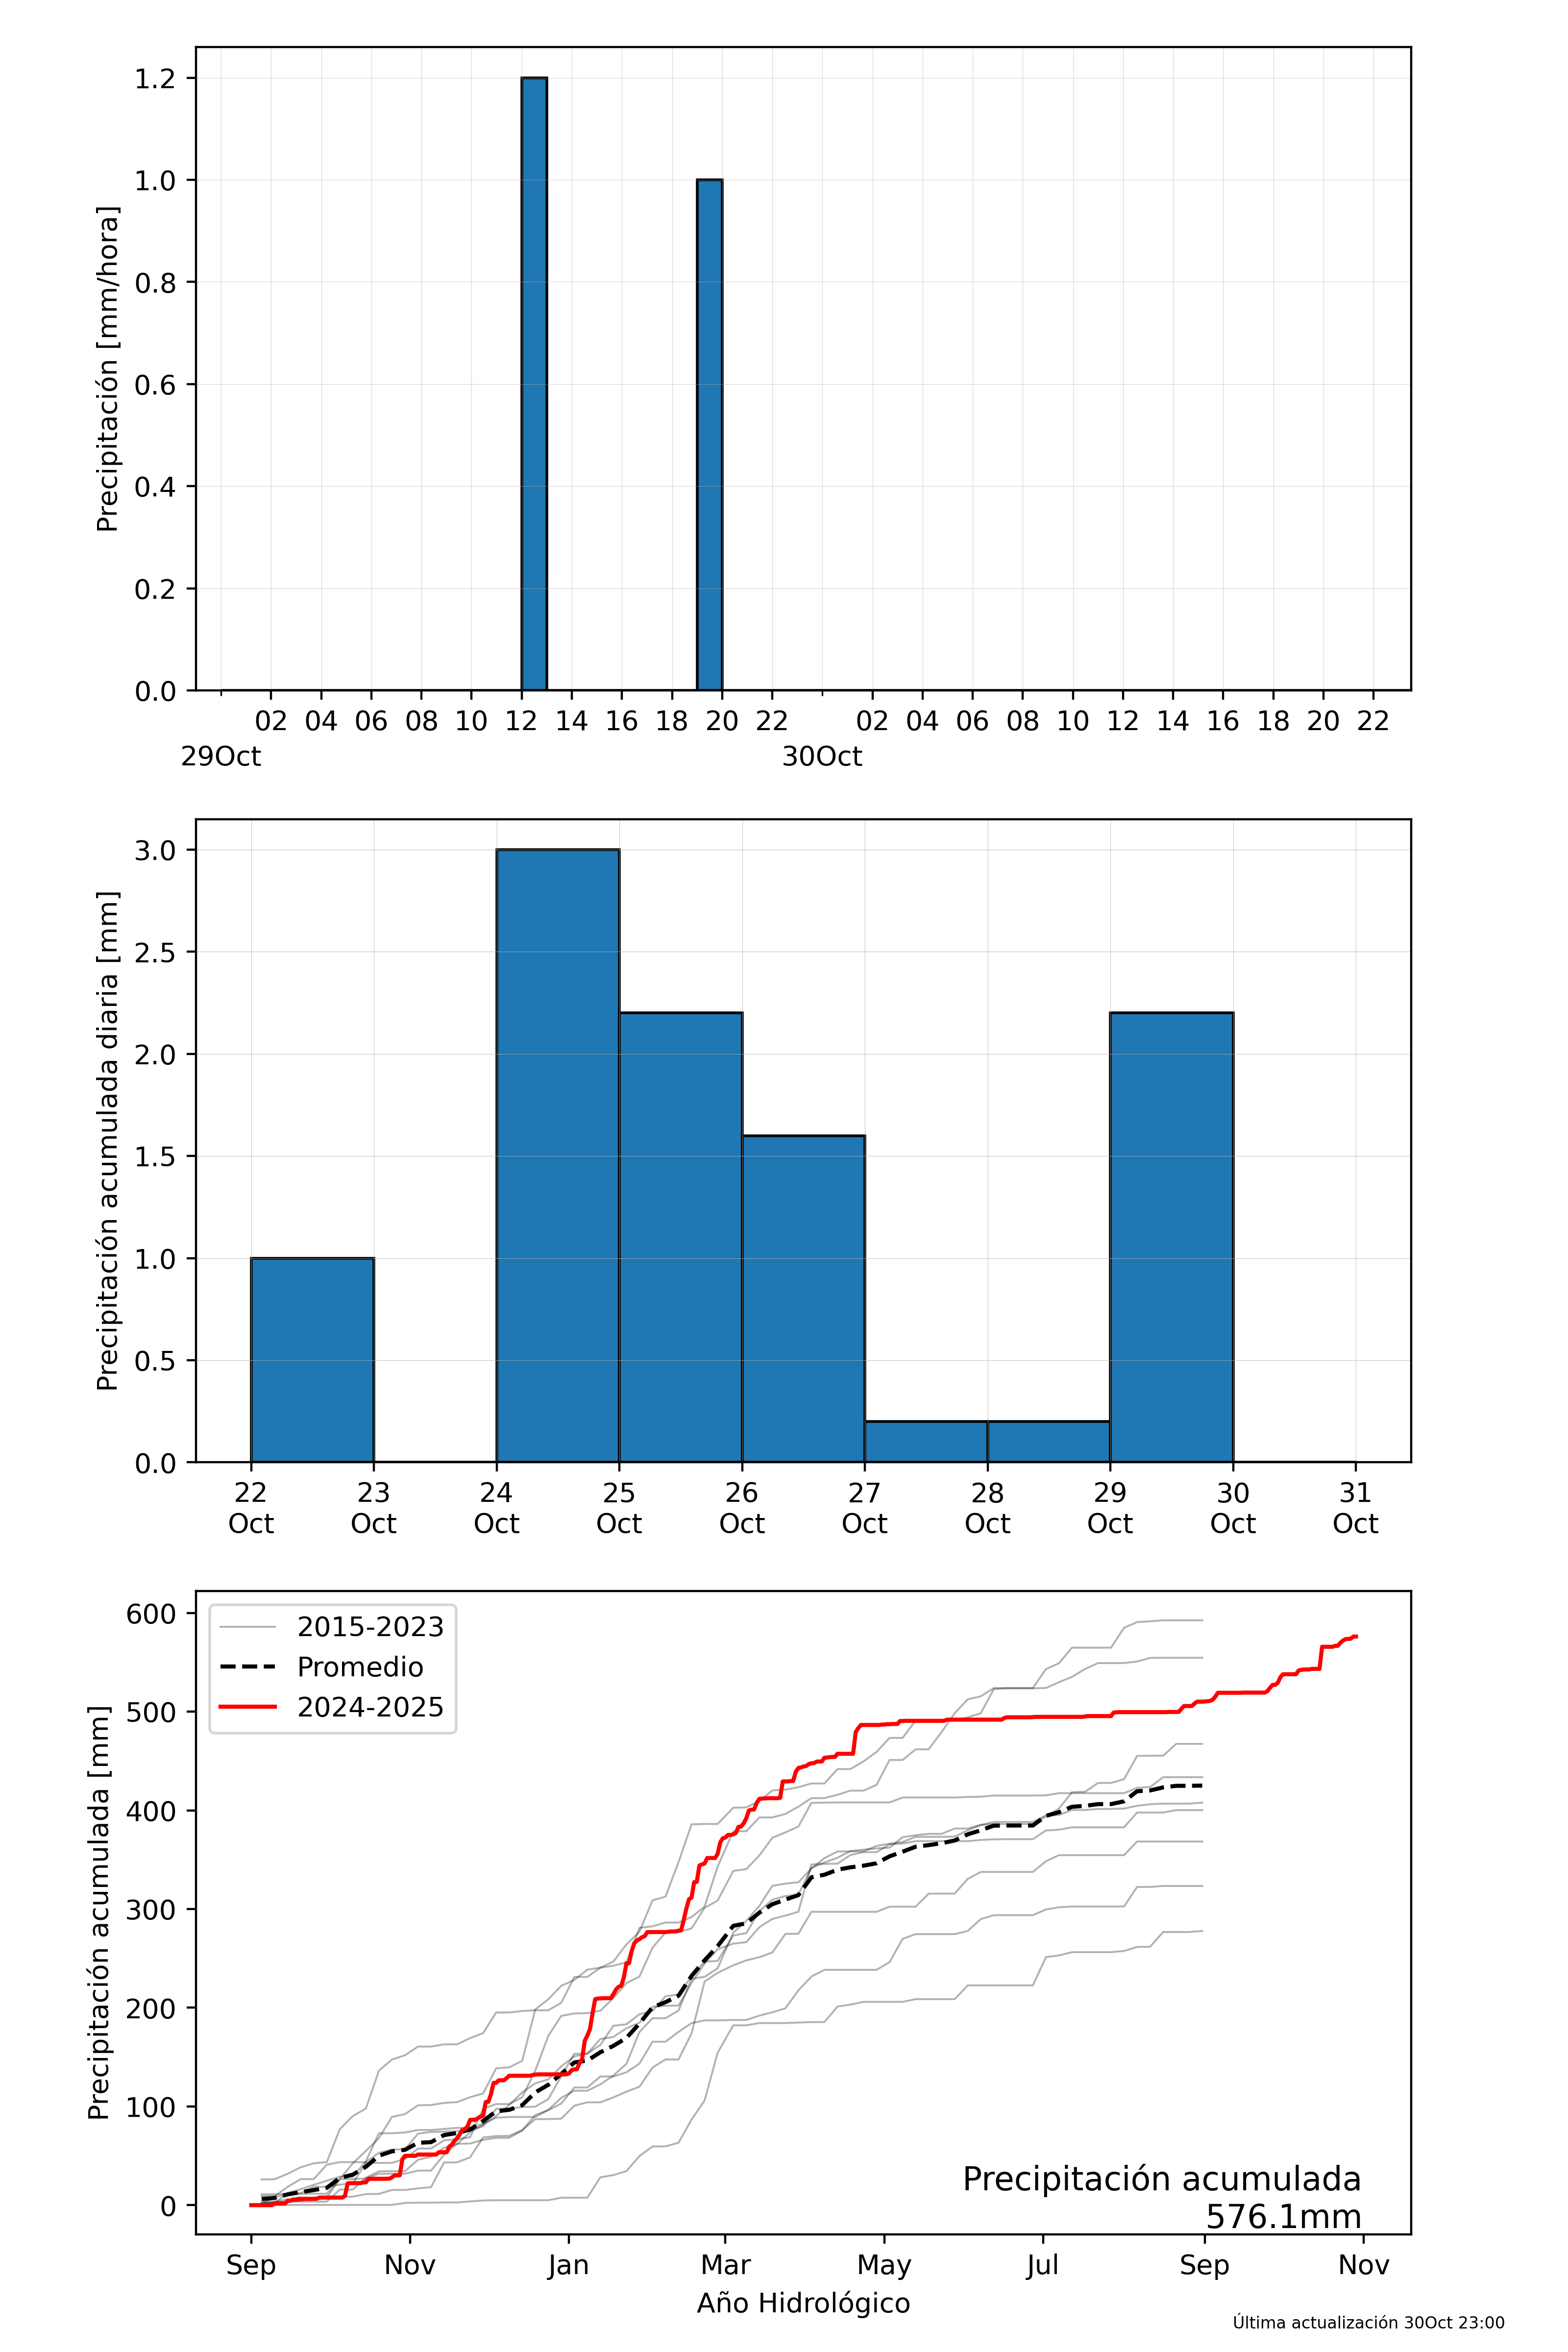 Precipitación [mm/hora]
1.2
1.0
0.8
0.6
0.4
0.2
0.0
02 04 06 08 10 12 14 16 18 20 22 02 04 06 08 10 12 14 16 18 20 22
29Oct 30Oct
Precipitación acumulada diaria [mm]
3.0
2.5
2.0
1.5
1.0
0.5
0.0
22 23 24 25 26 27 28 29 30 31
Oct Oct Oct Oct Oct Oct Oct Oct Oct Oct
Precipitación acumulada [mm]
600
500
400
300
200
100
0
2015-2023
Promedio
2024-2025
Precipitación acumulada
576.1mm
Sep Nov Jan Mar May Jul Sep Nov
Año Hidrológico
Última actualización 30Oct 23:00